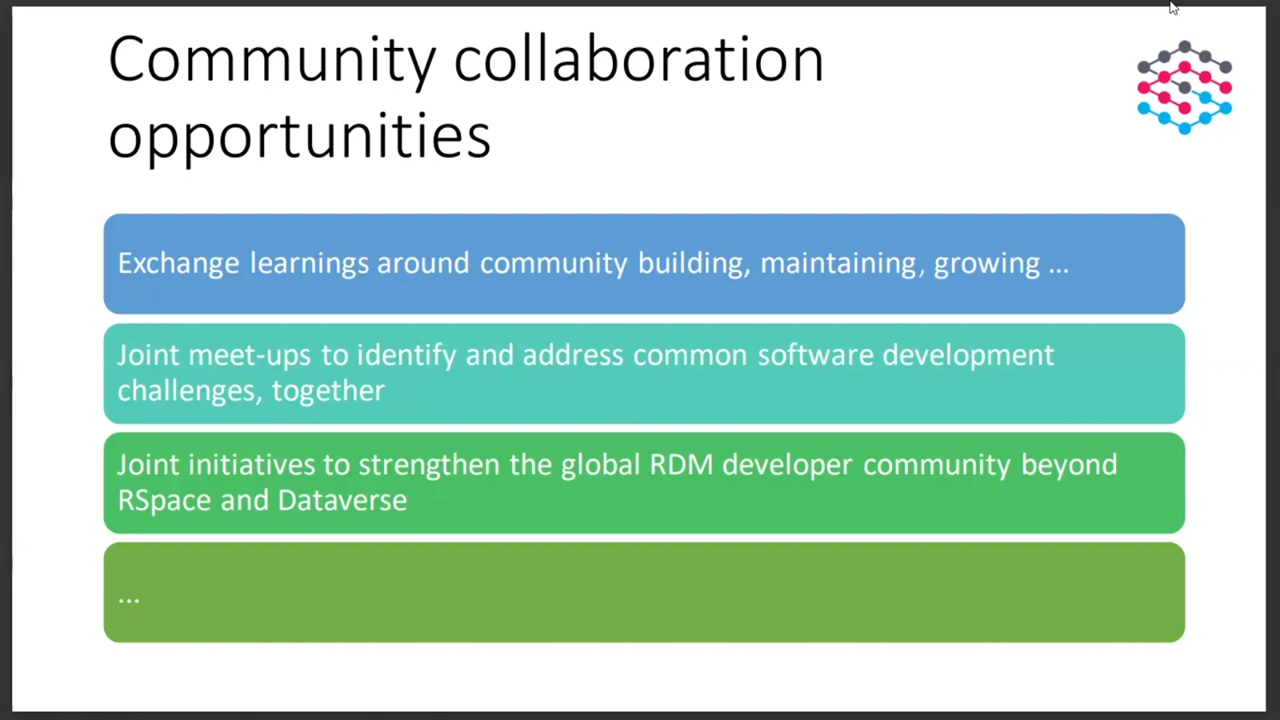 Community collaboration
opportunities
Exchange learnings around community building, maintaining, growing ...
Joint meet-ups to identify and address common software development
challenges, together
Joint initiatives to strengthen the global RDM developer community beyond
RSpace and Dataverse
...